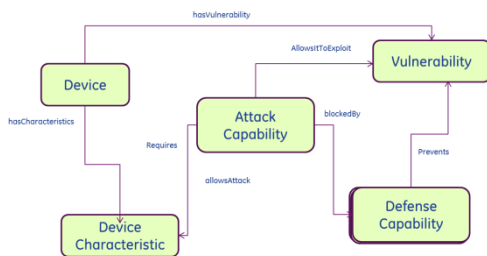 hasVulnerability
AllowsItToExploit
Vulnerability
Device
hasCharacteristics
Attack
Capability
blockedBy
Requires
Prevents
allowsAttack
Defense
Capability
Device
Characteristic